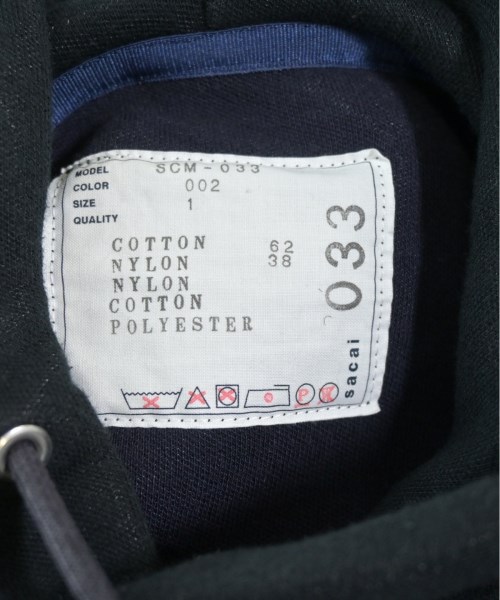 MODEL SCM-033
COLOR 002
SIZE 1
QUALITY
COTTON 62
NYLON 38
NYLON
COTTON
POLYESTER
033
sacai
P